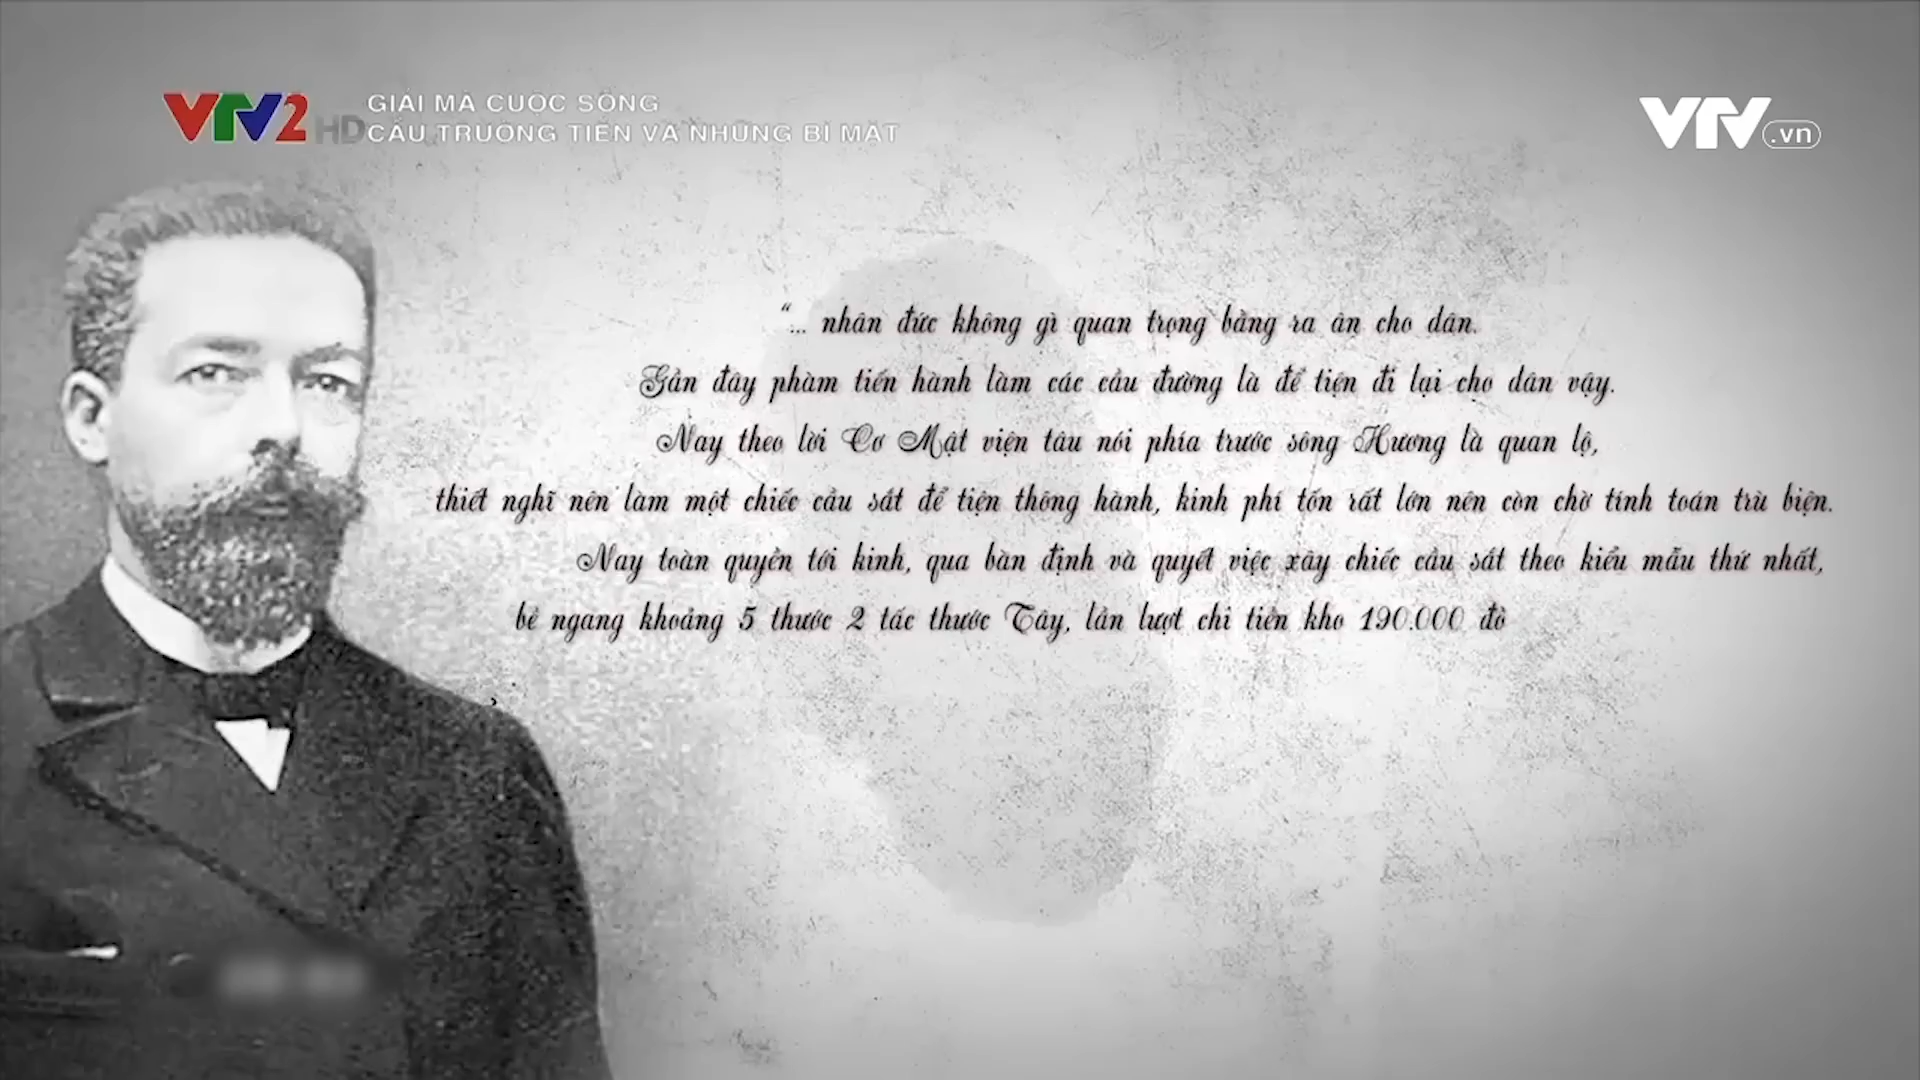 VTV2 HD
GIẢI MÃ CUỘC SỐNG
CẦU TRƯỜNG TIỀN VÀ NHỮNG BÍ MẬT
VTV.vn
“... nhân đức không gì quan trọng bằng ra ân cho dân.
Gần đây phàm tiến hành làm các cầu đường là để tiện đi lại cho dân vậy.
Nay theo lời Cơ Mật viện tâu nói phía trước sông Hương là quan lộ,
thiết nghĩ nên làm một chiếc cầu sắt để tiện thông hành, kinh phí tốn rất lớn nên còn chờ tính toán trù biện.
Nay toàn quyền tới kinh, qua bàn định và quyết việc xây chiếc cầu sắt theo kiểu mẫu thứ nhất,
bề ngang khoảng 5 thước 2 tấc thước Tây, lần lượt chi tiền kho 190.000 đồ